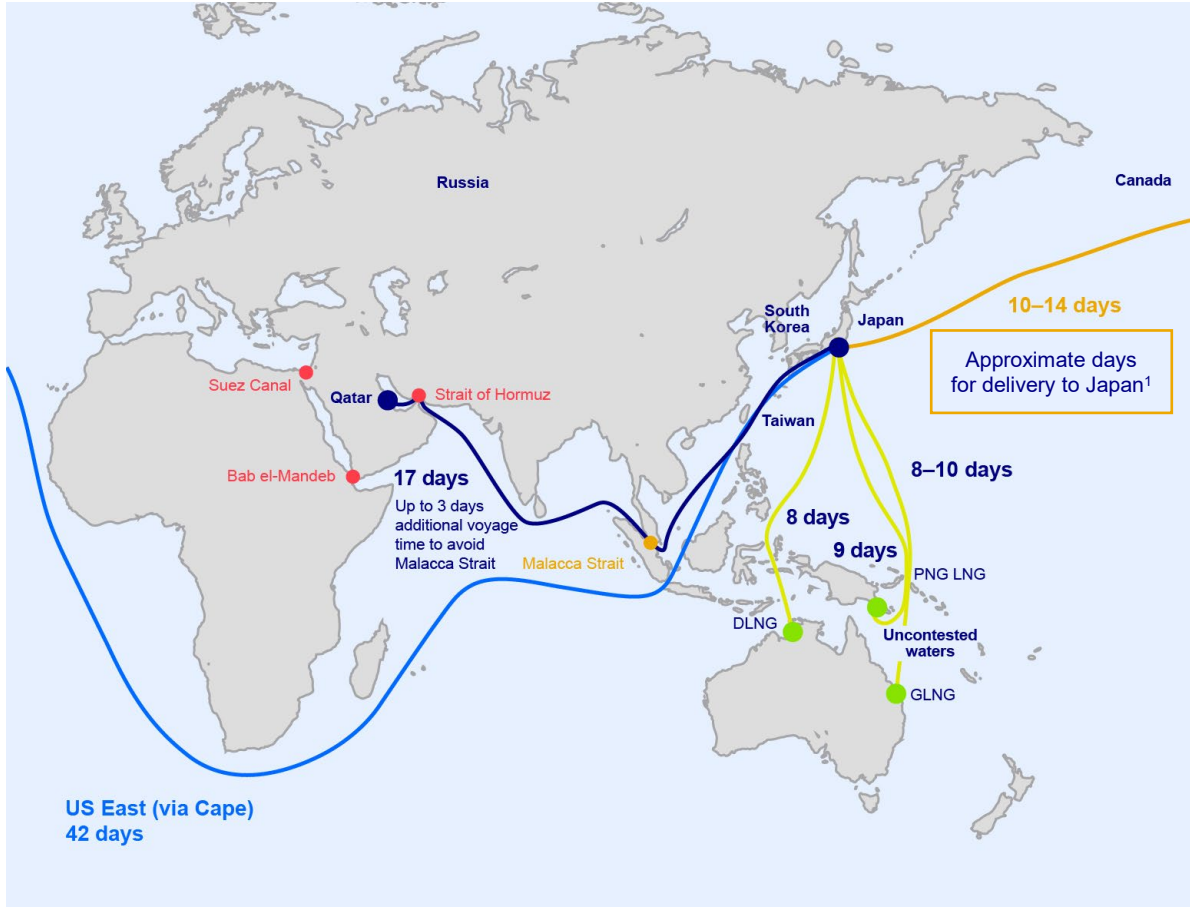 Russia
Canada
South
Korea
Japan
10–14 days
Approximate days
for delivery to Japan¹
Suez Canal
Qatar
Strait of Hormuz
Taiwan
Bab el-Mandeb
17 days
Up to 3 days
additional voyage
time to avoid
Malacca Strait
8–10 days
8 days
9 days
Malacca Strait
PNG LNG
DLNG
Uncontested
waters
GLNG
US East (via Cape)
42 days